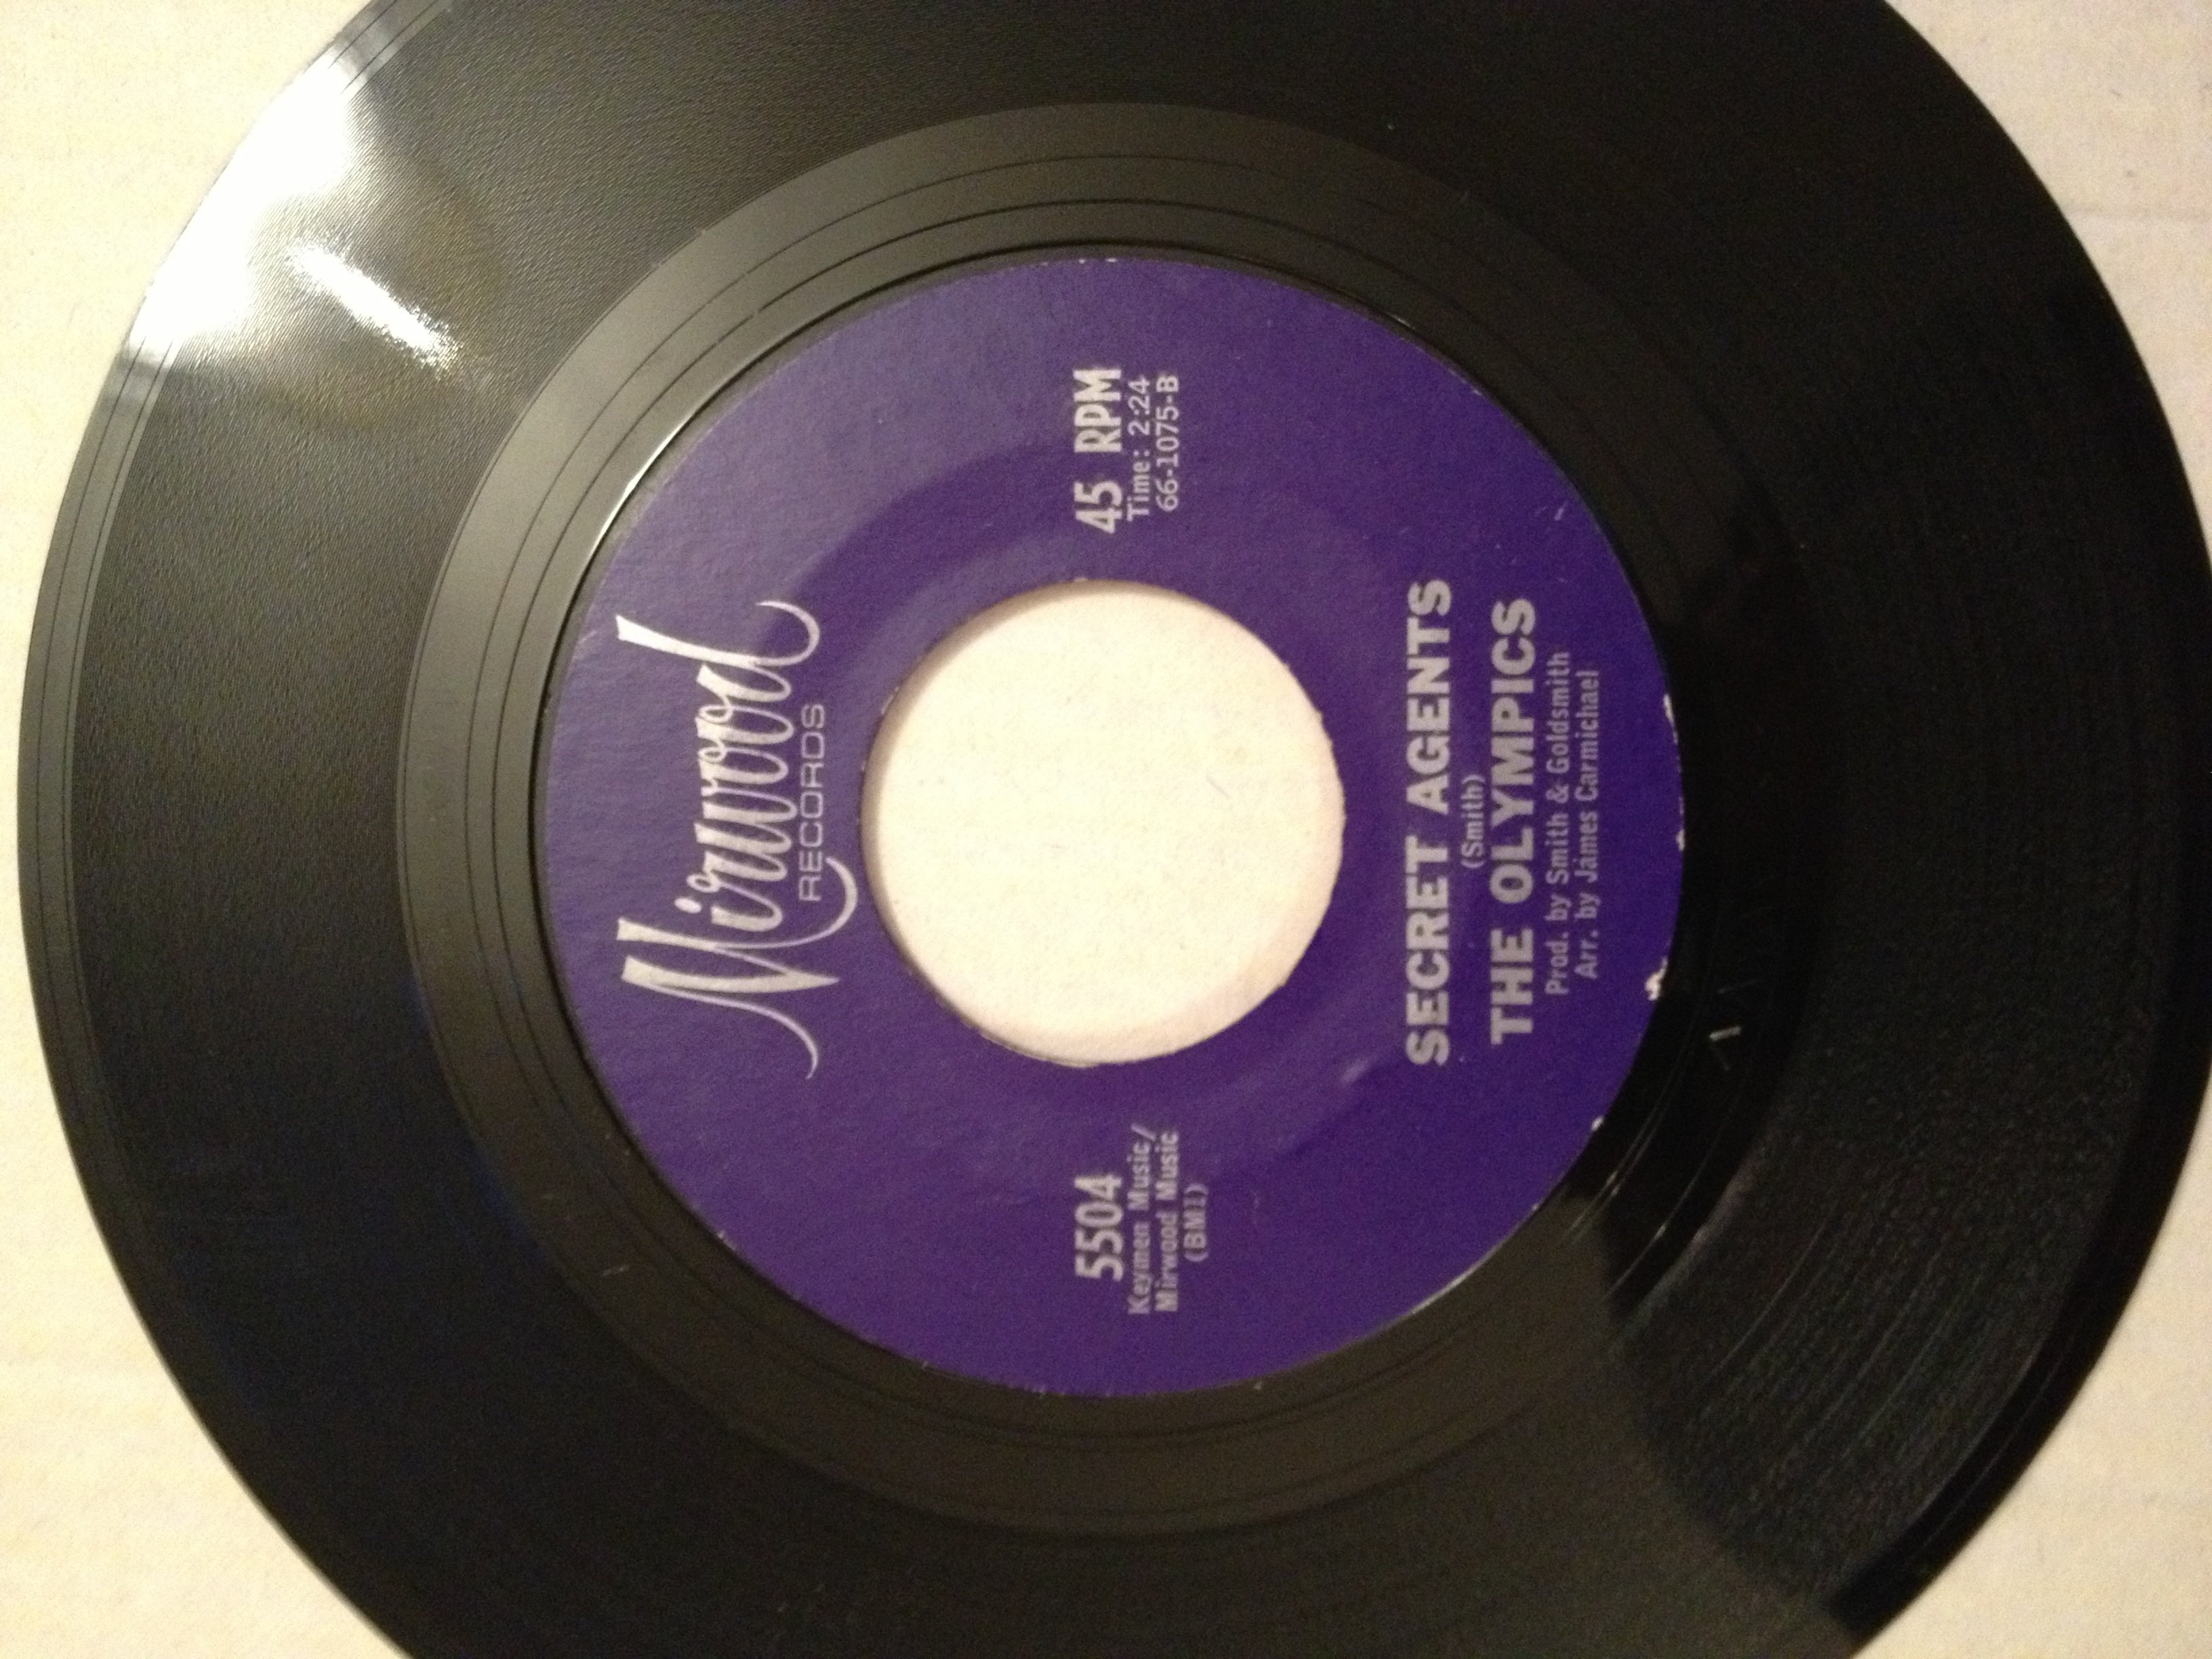 Mirwood
RECORDS
5504
Keymen Music/
Mirwood Music
(BMI)
45 RPM
Time: 2:24
66-1075-B
SECRET AGENTS
(Smith)
THE OLYMPICS
Prod. by Smith & Goldsmith
Arr. by James Carmichael